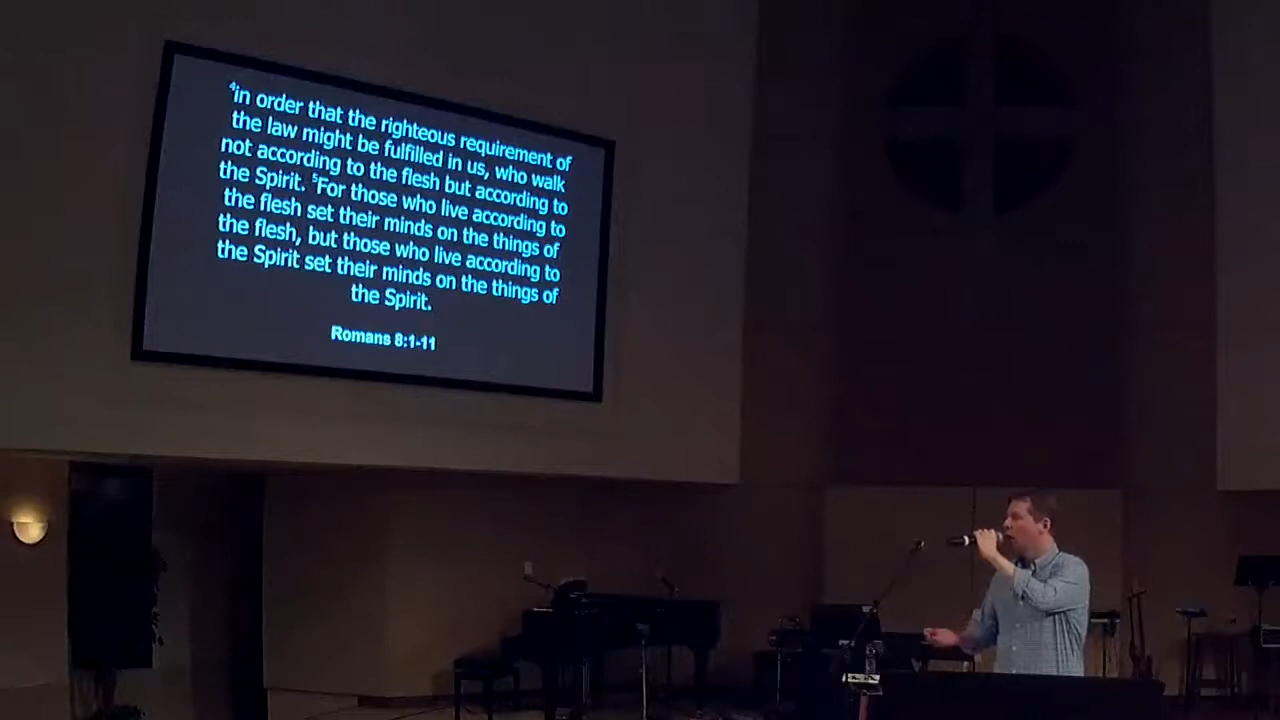 ⁴in order that the righteous requirement of
the law might be fulfilled in us, who walk
not according to the flesh but according to
the Spirit. ⁵For those who live according to
the flesh set their minds on the things of
the flesh, but those who live according to
the Spirit set their minds on the things of
the Spirit.
Romans 8:1-11